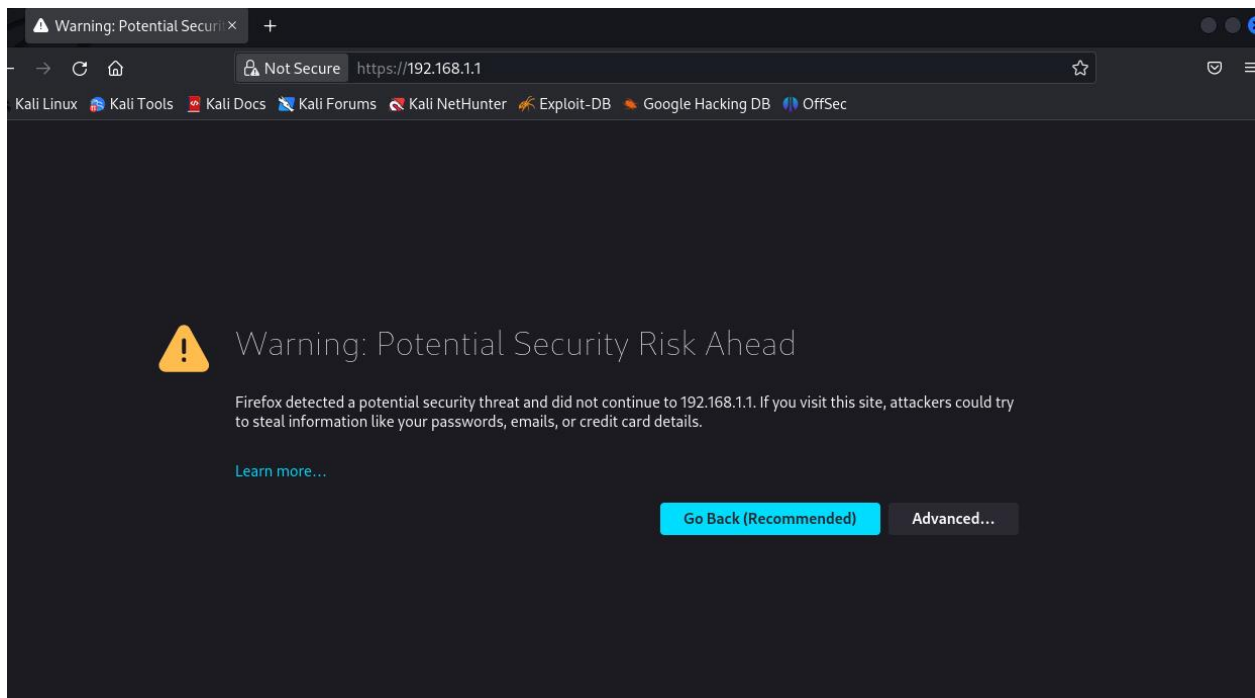 Warning: Potential Securi
Not Secure https://192.168.1.1
Kali Linux Kali Tools Kali Docs Kali Forums Kali NetHunter Exploit-DB Google Hacking DB OffSec
Warning: Potential Security Risk Ahead
Firefox detected a potential security threat and did not continue to 192.168.1.1. If you visit this site, attackers could try
to steal information like your passwords, emails, or credit card details.
Learn more...
Go Back (Recommended) Advanced...